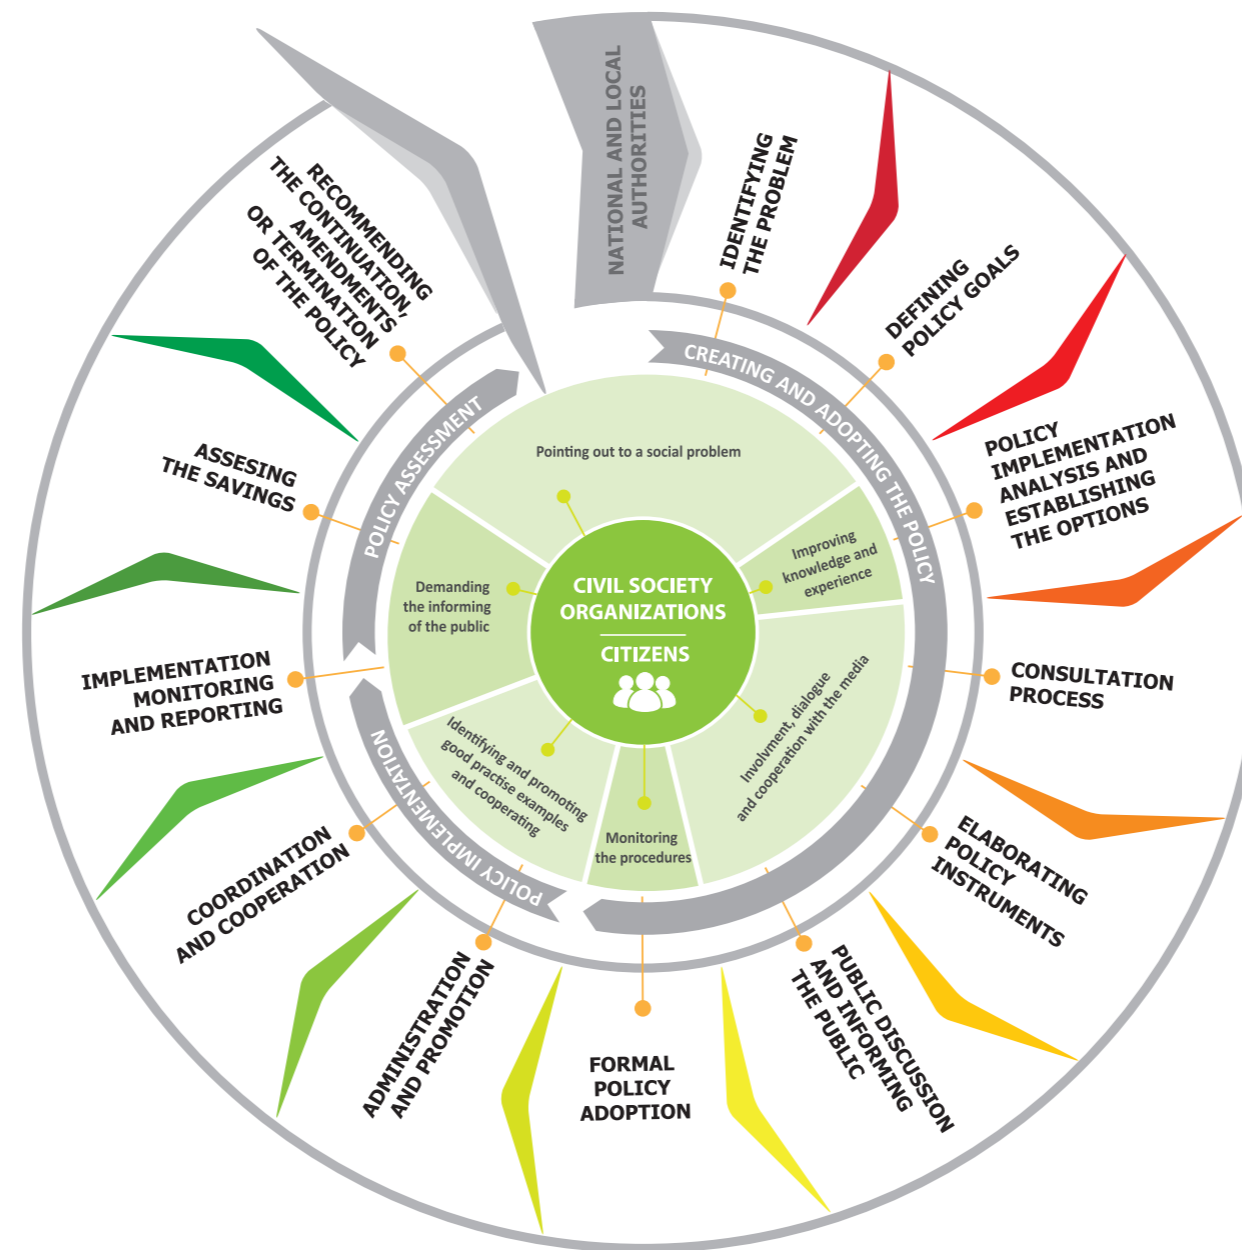 NATIONAL AND LOCAL
AUTHORITIES
IDENTIFYING
THE PROBLEM
DEFINING
POLICY GOALS
POLICY
IMPLEMENTATION
ANALYSIS AND
ESTABLISHING
THE OPTIONS
CONSULTATION
PROCESS
ELABORATING
POLICY
INSTRUMENTS
PUBLIC DISCUSSION
AND INFORMING
THE PUBLIC
FORMAL
POLICY
ADOPTION
ADMINISTRATION
AND PROMOTION
COORDINATION
AND COOPERATION
IMPLEMENTATION
MONITORING
AND REPORTING
ASSESING
THE SAVINGS
RECOMMENDING
THE CONTINUATION,
AMENDMENTS
OR TERMINATION
OF THE POLICY
CREATING AND ADOPTING THE POLICY
POLICY IMPLEMENTATION
POLICY ASSESSMENT
Pointing out to a social problem
Improving
knowledge and
experience
Involvment, dialogue
and cooperation with the media
Monitoring
the procedures
Identifying and promoting
good practise examples
and cooperating
Demanding
the informing
of the public
CIVIL SOCIETY
ORGANIZATIONS
CITIZENS